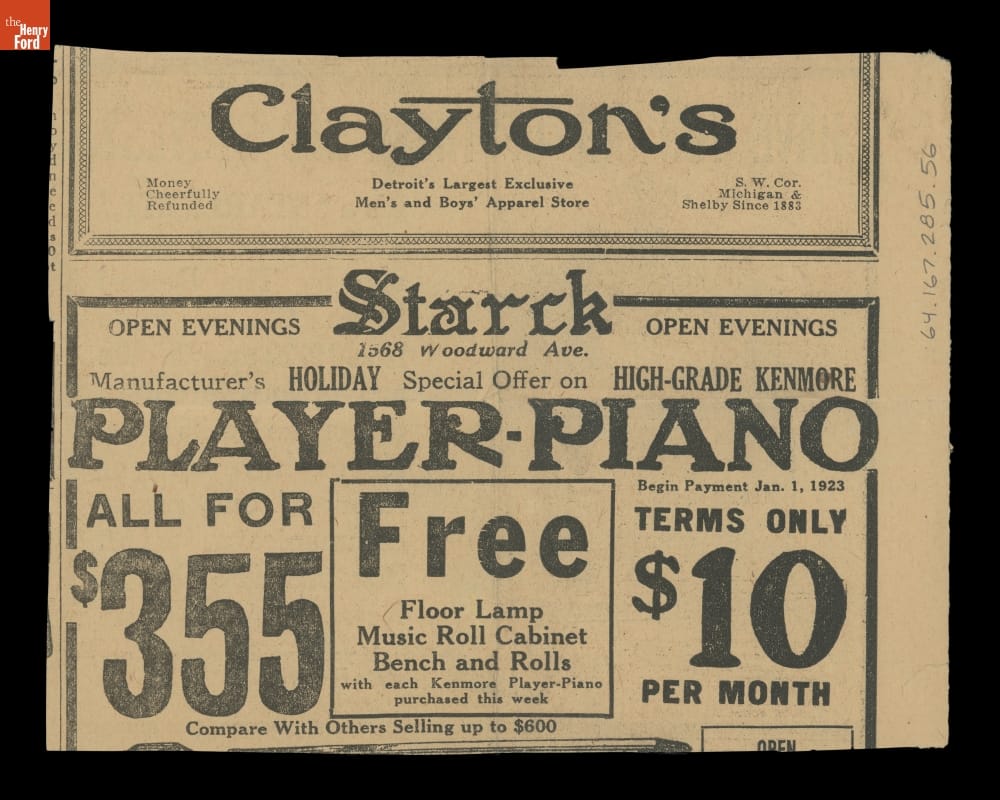 the
Henry
Ford
Clayton's
Money
Cheerfully
Refunded
Detroit's Largest Exclusive
Men's and Boys' Apparel Store
S. W. Cor.
Michigan &
Shelby Since 1883
64.167.285.56
Starck
OPEN EVENINGS
OPEN EVENINGS
1568 Woodward Ave.
Manufacturer's HOLIDAY Special Offer on HIGH-GRADE KENMORE
PLAYER-PIANO
ALL FOR
$355
Free
Floor Lamp
Music Roll Cabinet
Bench and Rolls
with each Kenmore Player-Piano
purchased this week
Begin Payment Jan. 1, 1923
TERMS ONLY
$10
PER MONTH
Compare With Others Selling up to $600
OPEN